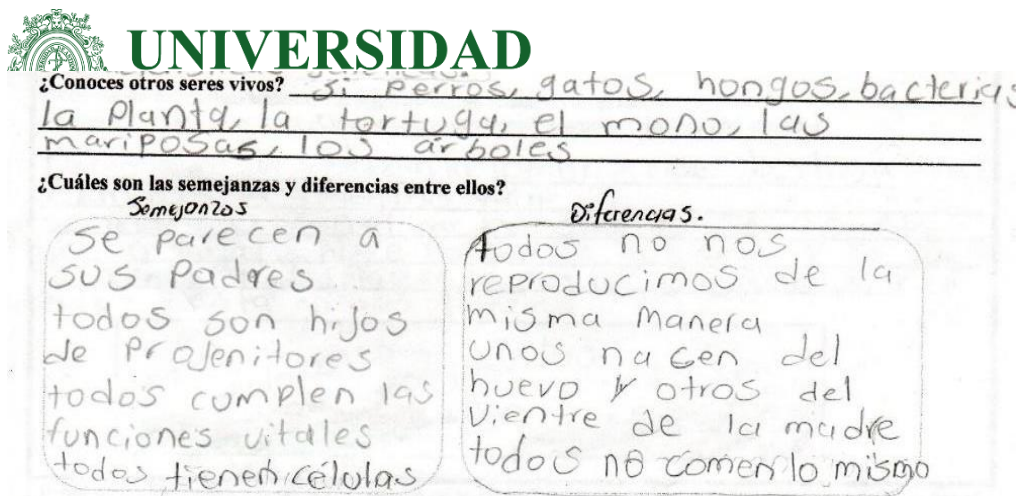 UNIVERSIDAD
¿Conoces otros seres vivos? Si perros, gatos, hongos, bacterias
la planta, la tortuga, el mono, las
mariposas, los árboles
¿Cuáles son las semejanzas y diferencias entre ellos?
Semejanzas
se parecen a
sus Padres
todos son hijos
de Projenitores
todos cumplen las
funciones vitales
todos tienen células
Diferencias.
todos no nos
reproducimos de la
misma manera
unos nacen del
huevo y otros del
vientre de la madre
todos no comen lo mismo